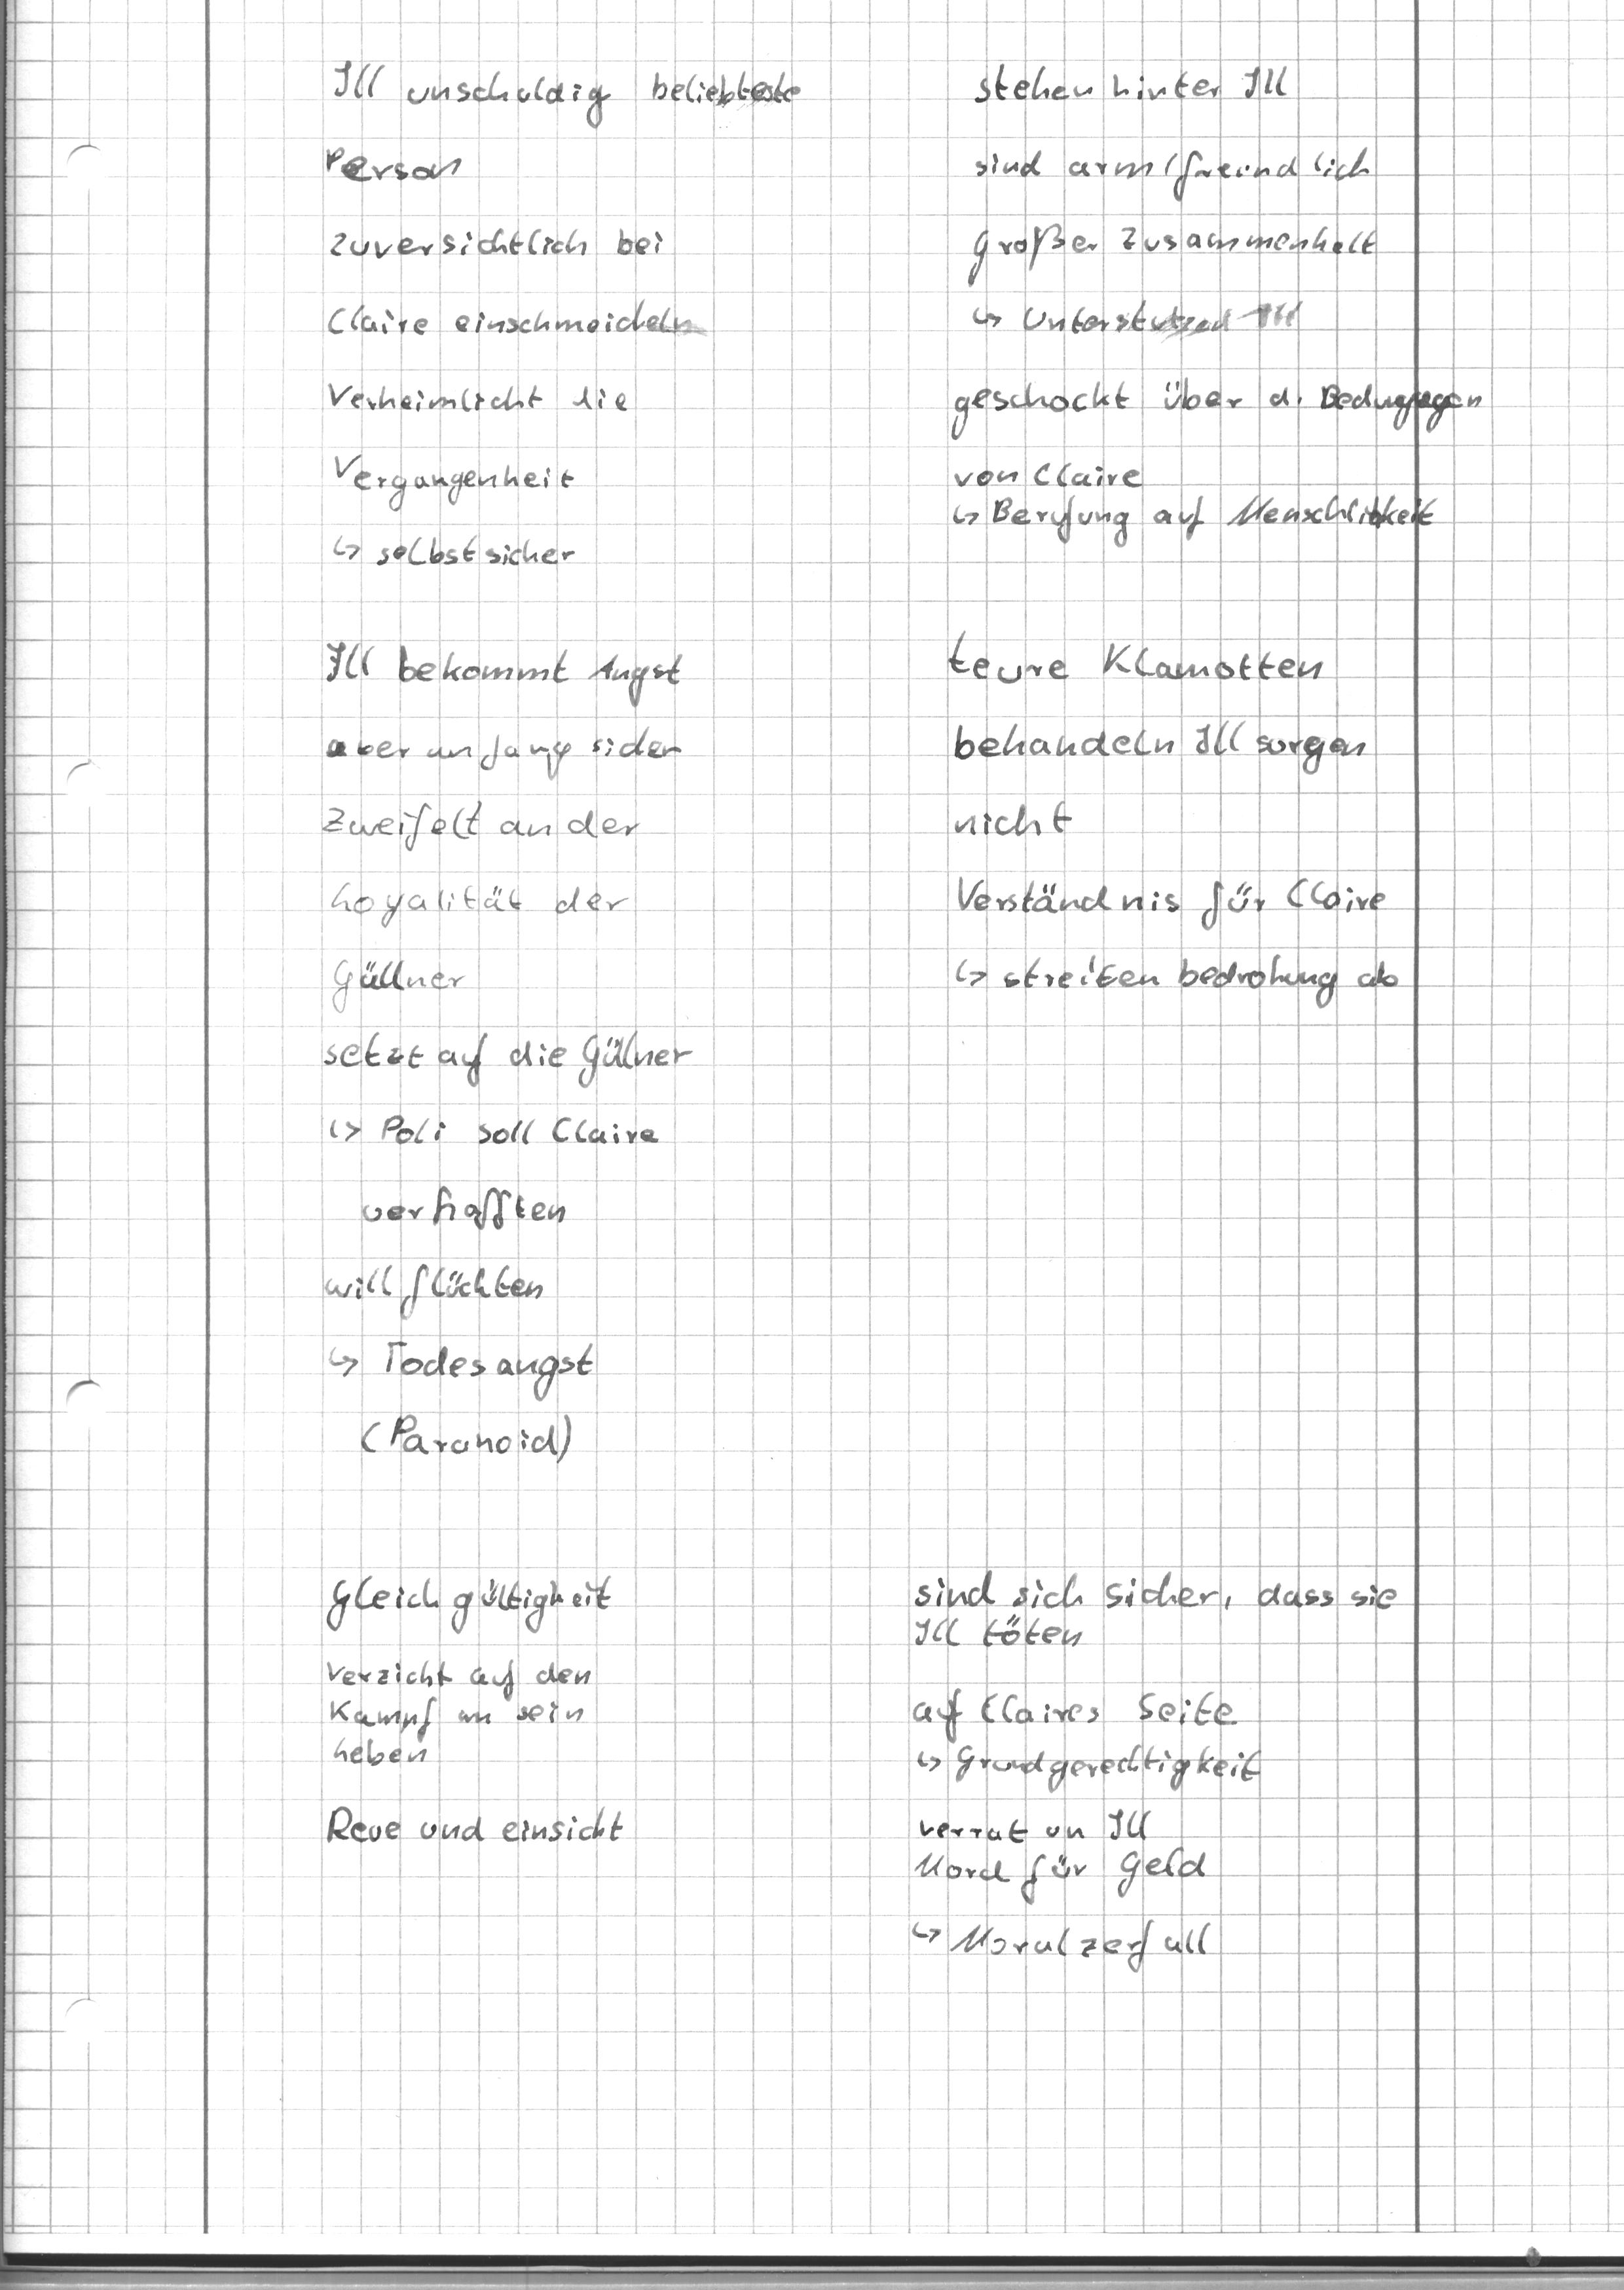 Ill unschuldig beliebteste
Person
zuversichtlich bei
Claire einschmeicheln
Verheimlicht die
Vergangenheit
↳ selbstsicher
stehen hinter Ill
sind arm/freundlich
großer Zusammenhalt
↳ Unterstützen Ill
geschockt über d. Bedingungen
von Claire
↳ Berufung auf Menschlichkeit
Ill bekommt Angst
aber anfang sicher
Zweifelt an der
Loyalität der
Güllner
setzt auf die Güllner
↳ Poli soll Claire
verhafften
will flüchten
↳ Todesangst
(Paranoid)
teure Klamotten
behandeln Ill sorgen
nicht
Verständnis für Claire
↳ streiten bedrohung ab
Gleichgültigkeit
Verzicht auf den
Kampf um sein
Leben
Reue und einsicht
sind sich sicher, dass sie
Ill töten
auf Claires Seite
↳ Grundgerechtigkeit
verrat an Ill
Mord für Geld
↳ Moralzerfall